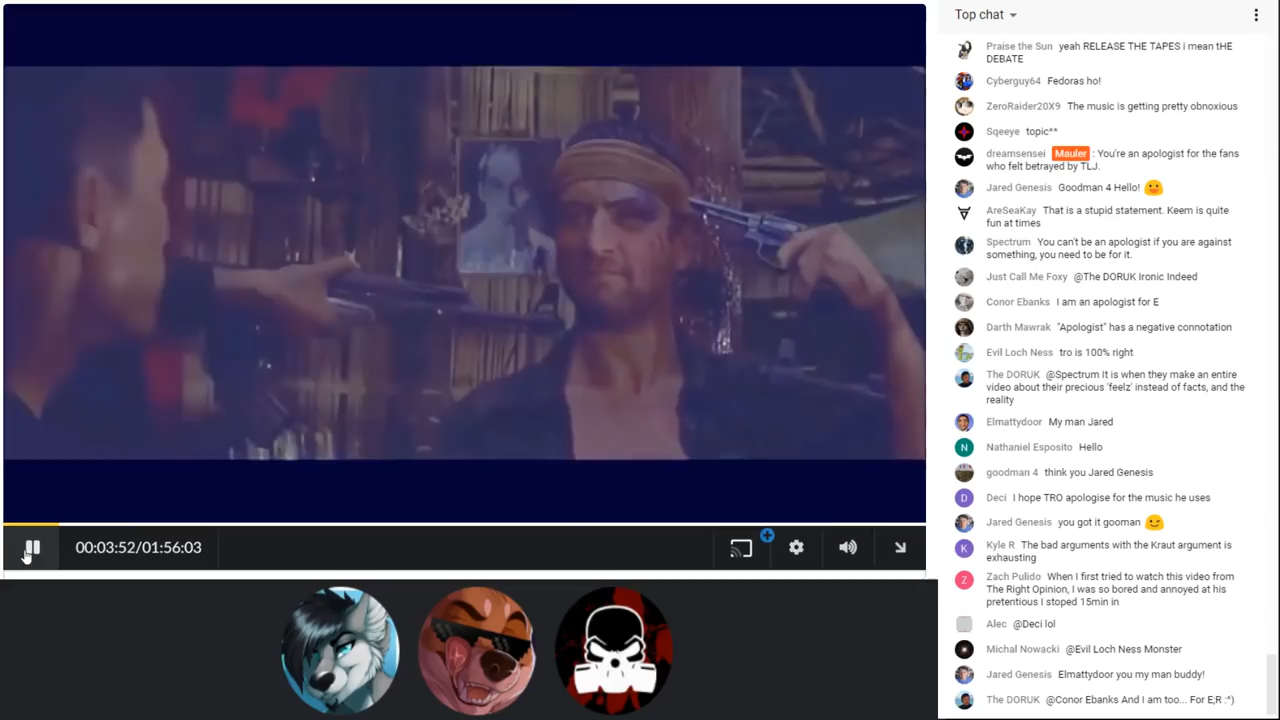 Top chat
Praise the Sun yeah RELEASE THE TAPES i mean tHE
DEBATE
Cyberguy64 Fedoras ho!
ZeroRaider20X9 The music is getting pretty obnoxious
Sqeeye topic**
dreamsensei Mauler : You're an apologist for the fans
who felt betrayed by TLJ.
Jared Genesis Goodman 4 Hello!
AreSeaKay That is a stupid statement. Keem is quite
fun at times
Spectrum You can't be an apologist if you are against
something, you need to be for it.
Just Call Me Foxy @The DORUK Ironic Indeed
Conor Ebanks I am an apologist for E
Darth Mawrak "Apologist" has a negative connotation
Evil Loch Ness tro is 100% right
The DORUK @Spectrum It is when they make an entire
video about their precious 'feelz' instead of facts, and the
reality
Elmattydoor My man Jared
N Nathaniel Esposito Hello
goodman 4 think you Jared Genesis
D Deci I hope TRO apologise for the music he uses
Jared Genesis you got it gooman
K Kyle R The bad arguments with the Kraut argument is
exhausting
Z Zach Pulido When I first tried to watch this video from
The Right Opinion, I was so bored and annoyed at his
pretentious I stoped 15min in
Alec @Deci lol
Michal Nowacki @Evil Loch Ness Monster
Jared Genesis Elmattydoor you my man buddy!
The DORUK @Conor Ebanks And I am too... For E;R :^)
00:03:52/01:56:03